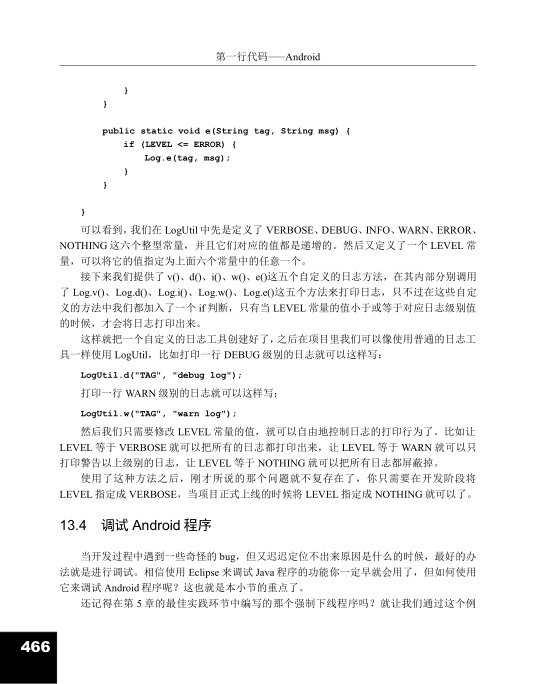 第一行代码——Android
}
}
public static void e(String tag, String msg) {
if (LEVEL <= ERROR) {
Log.e(tag, msg);
}
}
}
可以看到，我们在 LogUtil 中先是定义了 VERBOSE、DEBUG、INFO、WARN、ERROR、
NOTHING 这六个整型常量，并且它们对应的值都是递增的。然后又定义了一个 LEVEL 常
量，可以将它的值指定为上面六个常量中的任意一个。
接下来我们提供了 v()、d()、i()、w()、e()这五个自定义的日志方法，在其内部分别调用
了 Log.v()、Log.d()、Log.i()、Log.w()、Log.e()这五个方法来打印日志，只不过在这些自定
义的方法中我们都加入了一个 if 判断，只有当 LEVEL 常量的值小于或等于对应日志级别值
的时候，才会将日志打印出来。
这样就把一个自定义的日志工具创建好了，之后在项目里我们可以像使用普通的日志工
具一样使用 LogUtil，比如打印一行 DEBUG 级别的日志就可以这样写：
LogUtil.d("TAG", "debug log");
打印一行 WARN 级别的日志就可以这样写：
LogUtil.w("TAG", "warn log");
然后我们只需要修改 LEVEL 常量的值，就可以自由地控制日志的打印行为了。比如让
LEVEL 等于 VERBOSE 就可以把所有的日志都打印出来，让 LEVEL 等于 WARN 就可以只
打印警告以上级别的日志，让 LEVEL 等于 NOTHING 就可以把所有日志都屏蔽掉。
使用了这种方法之后，刚才所说的那个问题就不复存在了，你只需要在开发阶段将
LEVEL 指定成 VERBOSE，当项目正式上线的时候将 LEVEL 指定成 NOTHING 就可以了。
13.4 调试 Android 程序
当开发过程中遇到一些奇怪的 bug，但又迟迟定位不出来原因是什么的时候，最好的办
法就是进行调试。相信使用 Eclipse 来调试 Java 程序的功能你一定早就会用了，但如何使用
它来调试 Android 程序呢？这也就是本小节的重点了。
还记得在第 5 章的最佳实践环节中编写的那个强制下线程序吗？就让我们通过这个例
466